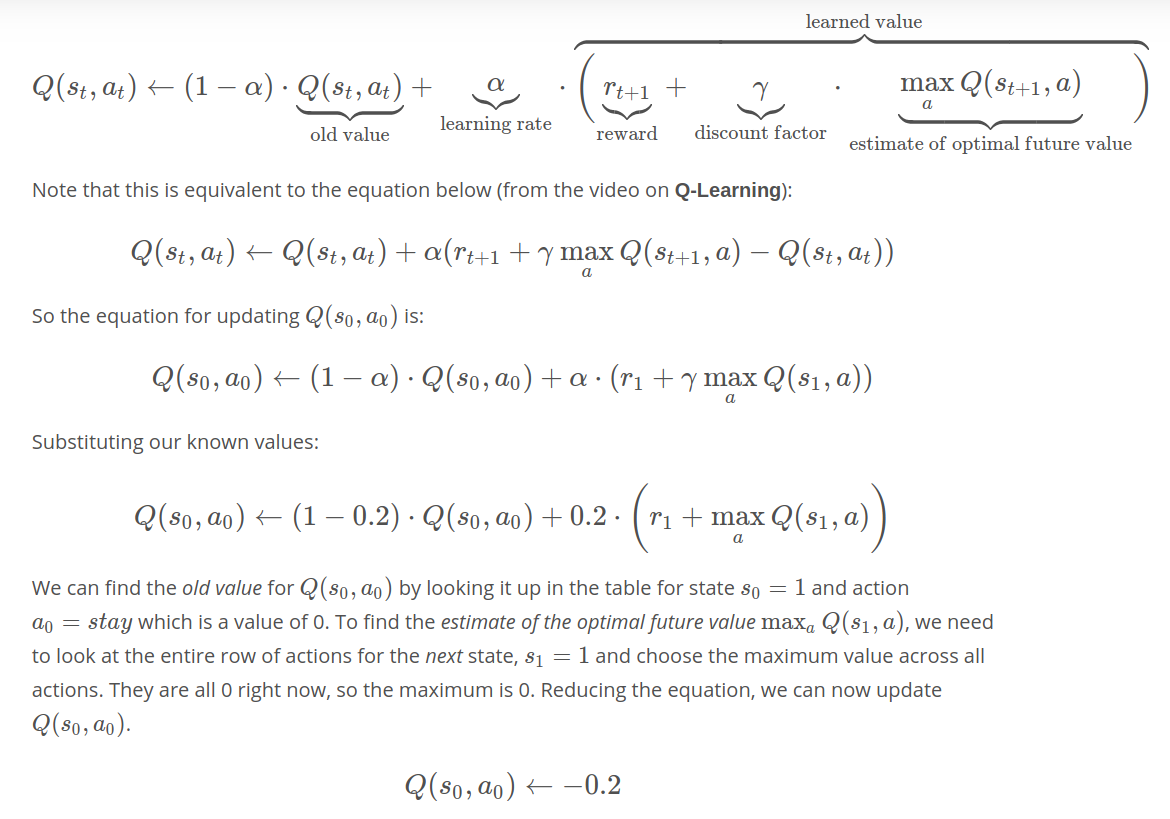 learned value
Q(s_t, a_t) ← (1 − α) · Q(s_t, a_t) + α · ( r_{t+1} + γ · max_a Q(s_{t+1}, a) )
old value learning rate reward discount factor estimate of optimal future value
Note that this is equivalent to the equation below (from the video on Q-Learning):
Q(s_t, a_t) ← Q(s_t, a_t) + α(r_{t+1} + γ max_a Q(s_{t+1}, a) − Q(s_t, a_t))
So the equation for updating Q(s_0, a_0) is:
Q(s_0, a_0) ← (1 − α) · Q(s_0, a_0) + α · (r_1 + γ max_a Q(s_1, a))
Substituting our known values:
Q(s_0, a_0) ← (1 − 0.2) · Q(s_0, a_0) + 0.2 · ( r_1 + max_a Q(s_1, a) )
We can find the old value for Q(s_0, a_0) by looking it up in the table for state s_0 = 1 and action
a_0 = stay which is a value of 0. To find the estimate of the optimal future value max_a Q(s_1, a), we need
to look at the entire row of actions for the next state, s_1 = 1 and choose the maximum value across all
actions. They are all 0 right now, so the maximum is 0. Reducing the equation, we can now update
Q(s_0, a_0).
Q(s_0, a_0) ← −0.2